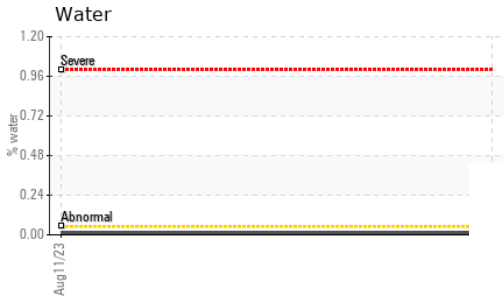 Water
1.20
Severe
0.96
0.72
% water
0.48
0.24
Abnormal
0.00
Aug11/23